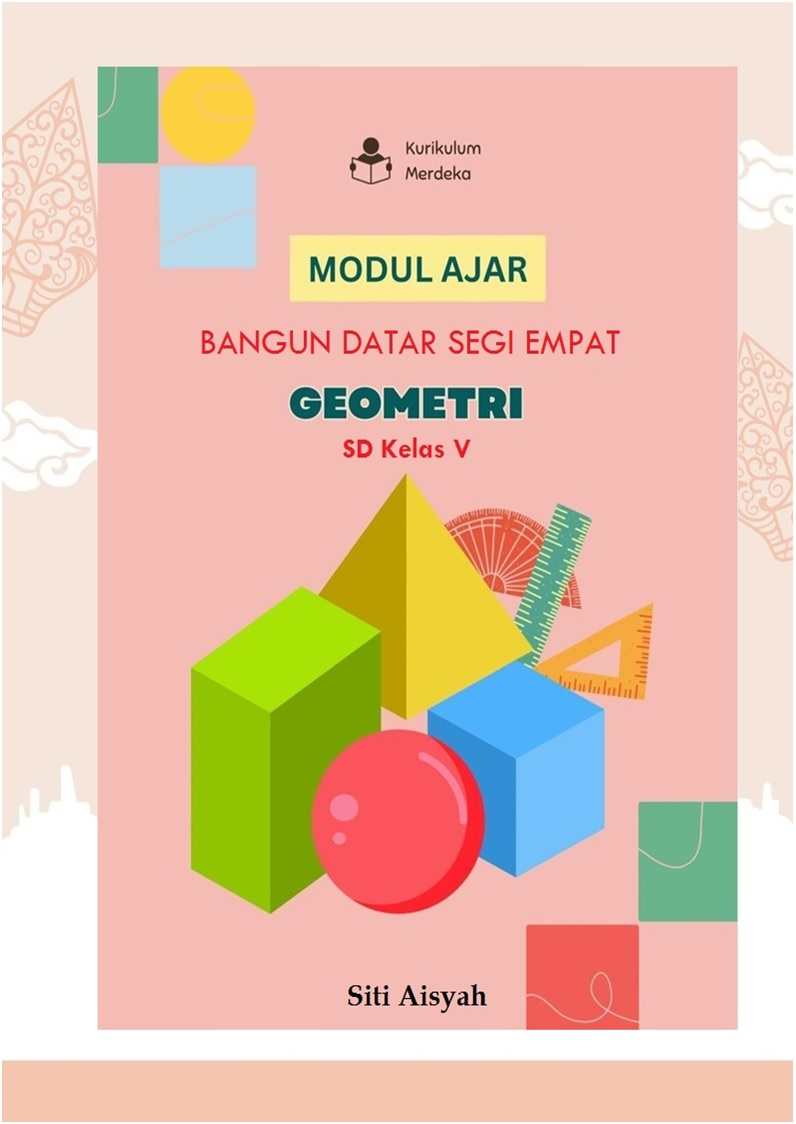 Kurikulum
Merdeka
MODUL AJAR
BANGUN DATAR SEGI EMPAT
GEOMETRI
SD Kelas V
Siti Aisyah